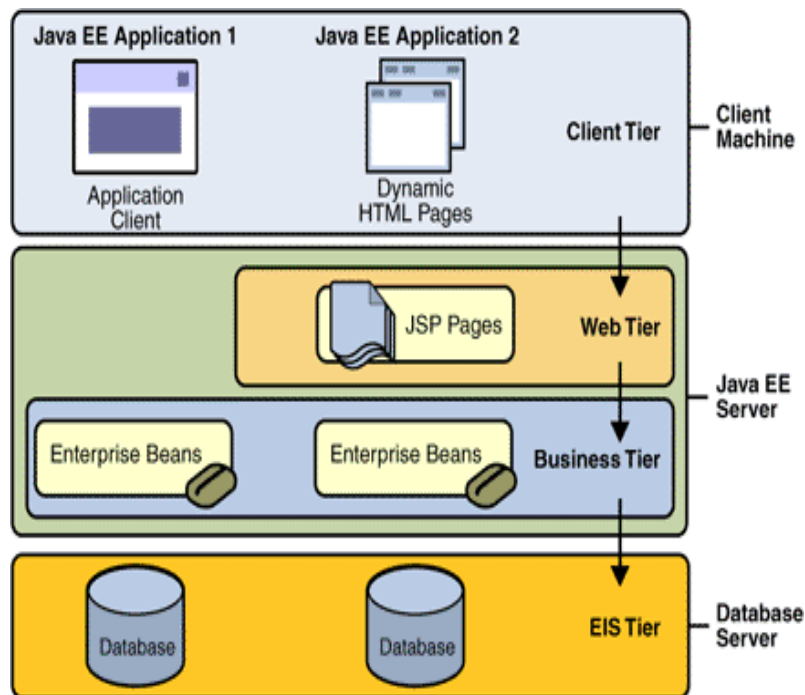 Java EE Application 1
Java EE Application 2
Client Tier
Client
Machine
Application
Client
Dynamic
HTML Pages
JSP Pages
Web Tier
Java EE
Server
Enterprise Beans
Enterprise Beans
Business Tier
Database
Database
EIS Tier
Database
Server